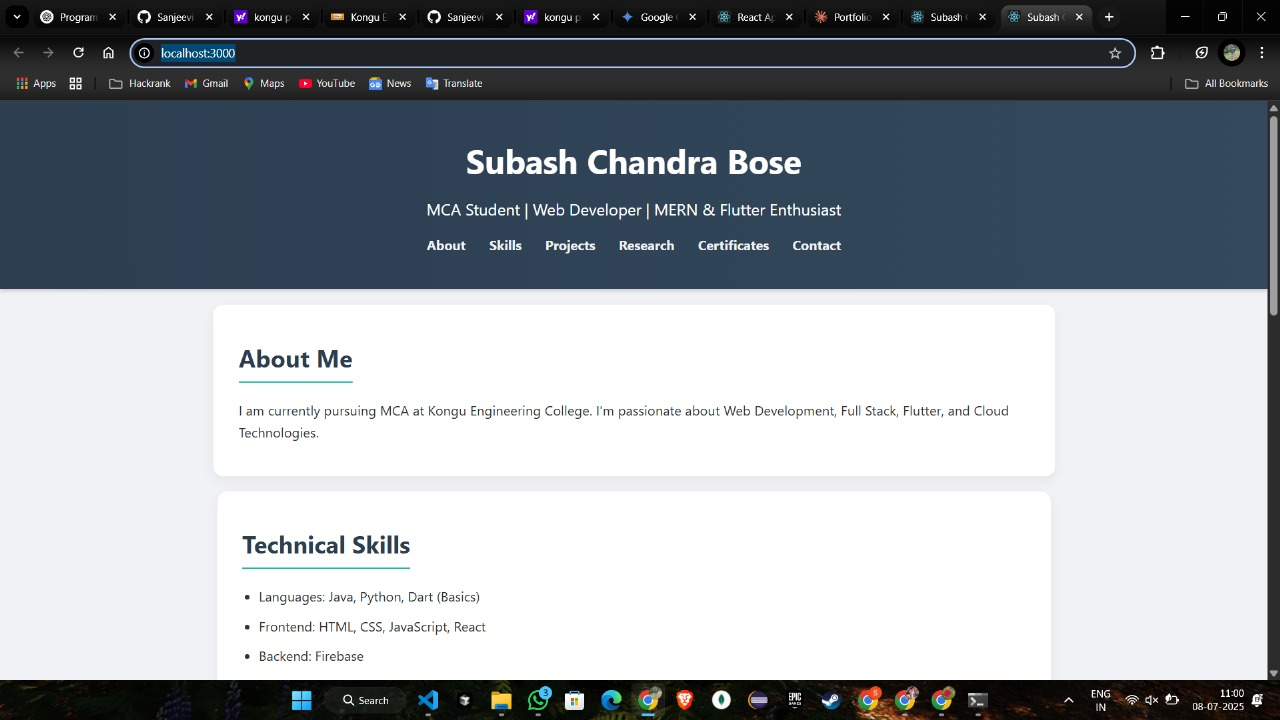 Program
Sanjeevi
kongu p
Kongu E
Sanjeevi
kongu p
Google
React Ap
Portfolio
Subash
Subash
localhost:3000
Apps
Hackrank
Gmail
Maps
YouTube
News
Translate
All Bookmarks
Subash Chandra Bose
MCA Student | Web Developer | MERN & Flutter Enthusiast
About Skills Projects Research Certificates Contact
About Me
I am currently pursuing MCA at Kongu Engineering College. I'm passionate about Web Development, Full Stack, Flutter, and Cloud
Technologies.
Technical Skills
• Languages: Java, Python, Dart (Basics)
• Frontend: HTML, CSS, JavaScript, React
• Backend: Firebase
Search
3
EPIC
GAMES
S
ENG
IN
11:00
08-07-2025